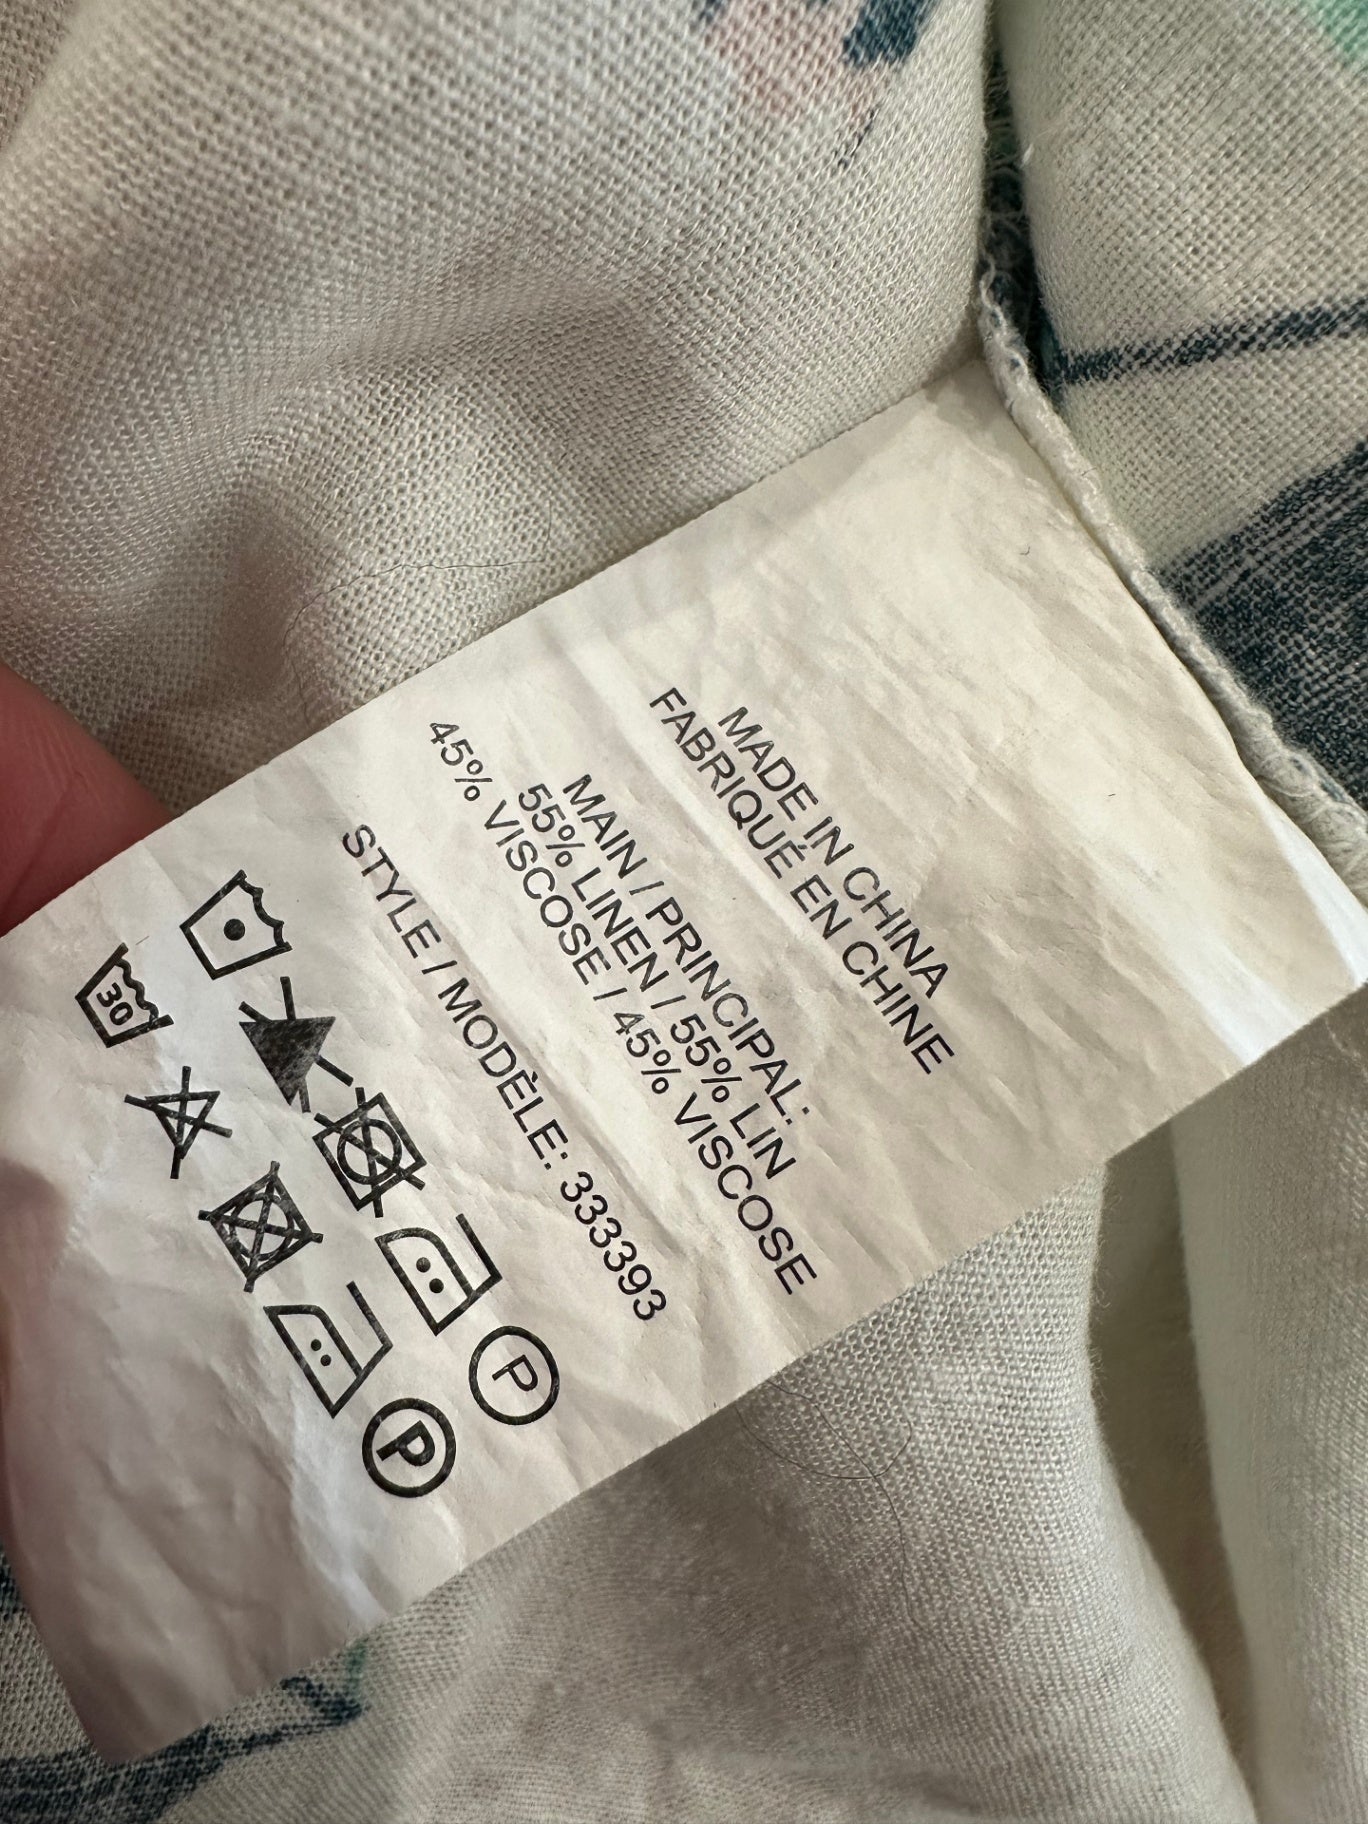 MADE IN CHINA
FABRIQUÉ EN CHINE
MAIN / PRINCIPAL:
55% LINEN / 55% LIN
45% VISCOSE / 45% VISCOSE
STYLE / MODÈLE: 333393
P
30
P